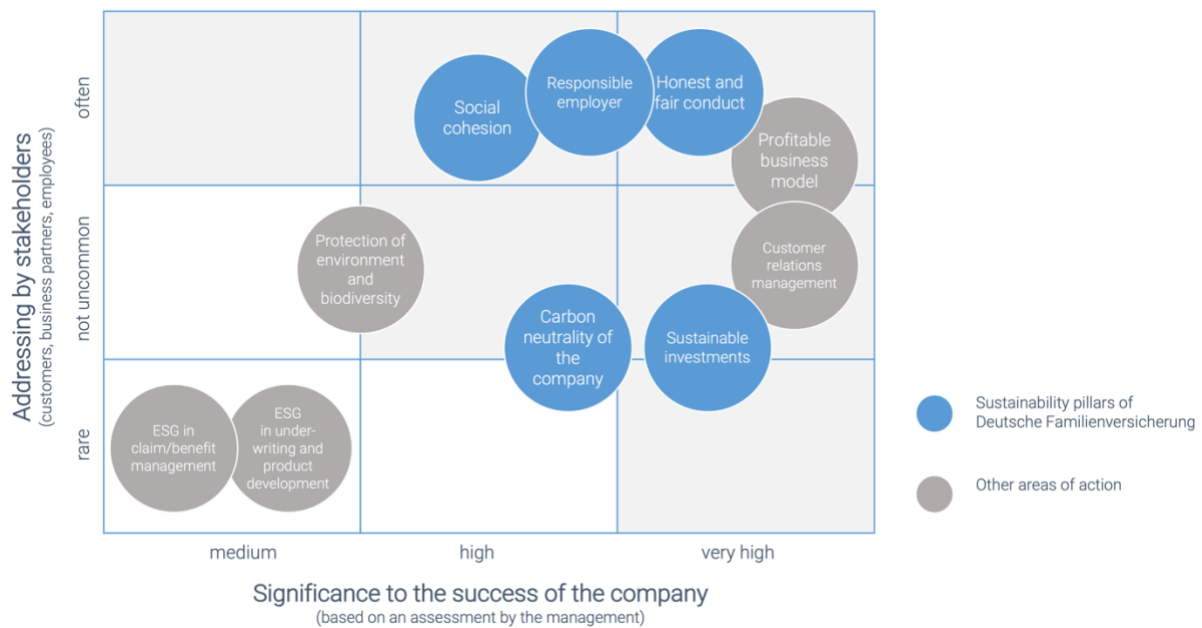 Addressing by stakeholders
(customers, business partners, employees)
often
not uncommon
rare
Social
cohesion
Responsible
employer
Honest and
fair conduct
Profitable
business
model
Protection of
environment
and
biodiversity
Customer
relations
management
Carbon
neutrality of
the
company
Sustainable
investments
ESG in
claim/benefit
management
ESG
in under-
writing and
product
development
medium
high
very high
Significance to the success of the company
(based on an assessment by the management)
Sustainability pillars of
Deutsche Familienversicherung
Other areas of action